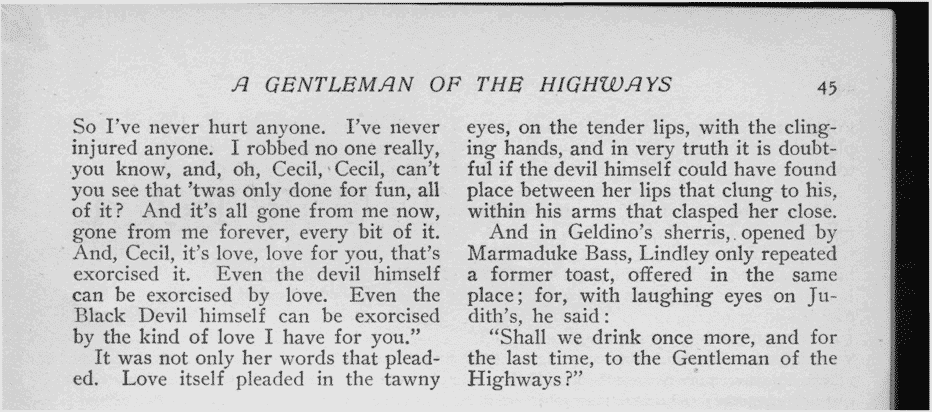 A GENTLEMAN OF THE HIGHWAYS 45
So I've never hurt anyone. I've never
injured anyone. I robbed no one really,
you know, and, oh, Cecil, Cecil, can't
you see that 'twas only done for fun, all
of it? And it's all gone from me now,
gone from me forever, every bit of it.
And, Cecil, it's love, love for you, that's
exorcised it. Even the devil himself
can be exorcised by love. Even the
Black Devil himself can be exorcised
by the kind of love I have for you."
It was not only her words that plead-
ed. Love itself pleaded in the tawny
eyes, on the tender lips, with the cling-
ing hands, and in very truth it is doubt-
ful if the devil himself could have found
place between her lips that clung to his,
within his arms that clasped her close.
And in Geldino's sherris, opened by
Marmaduke Bass, Lindley only repeated
a former toast, offered in the same
place; for, with laughing eyes on Ju-
dith's, he said:
"Shall we drink once more, and for
the last time, to the Gentleman of the
Highways?"